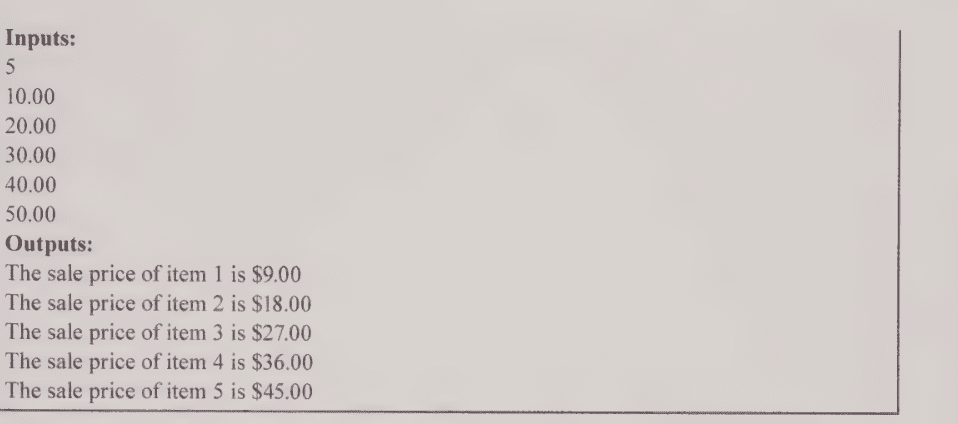 Inputs:
5
10.00
20.00
30.00
40.00
50.00
Outputs:
The sale price of item 1 is $9.00
The sale price of item 2 is $18.00
The sale price of item 3 is $27.00
The sale price of item 4 is $36.00
The sale price of item 5 is $45.00